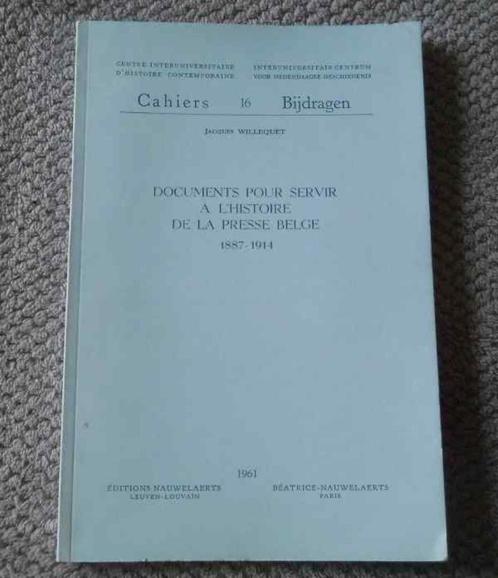 CENTRE INTERUNIVERSITAIRE INTERUNIVERSITAIR CENTRUM
D'HISTOIRE CONTEMPORAINE VOOR HEDENDAAGSE GESCHIEDENIS
Cahiers 16 Bijdragen
JACQUES WILLEQUET
DOCUMENTS POUR SERVIR
A L'HISTOIRE
DE LA PRESSE BELGE
1887-1914
1961
ÉDITIONS NAUWELAERTS BÉATRICE-NAUWELAERTS
LEUVEN-LOUVAIN PARIS